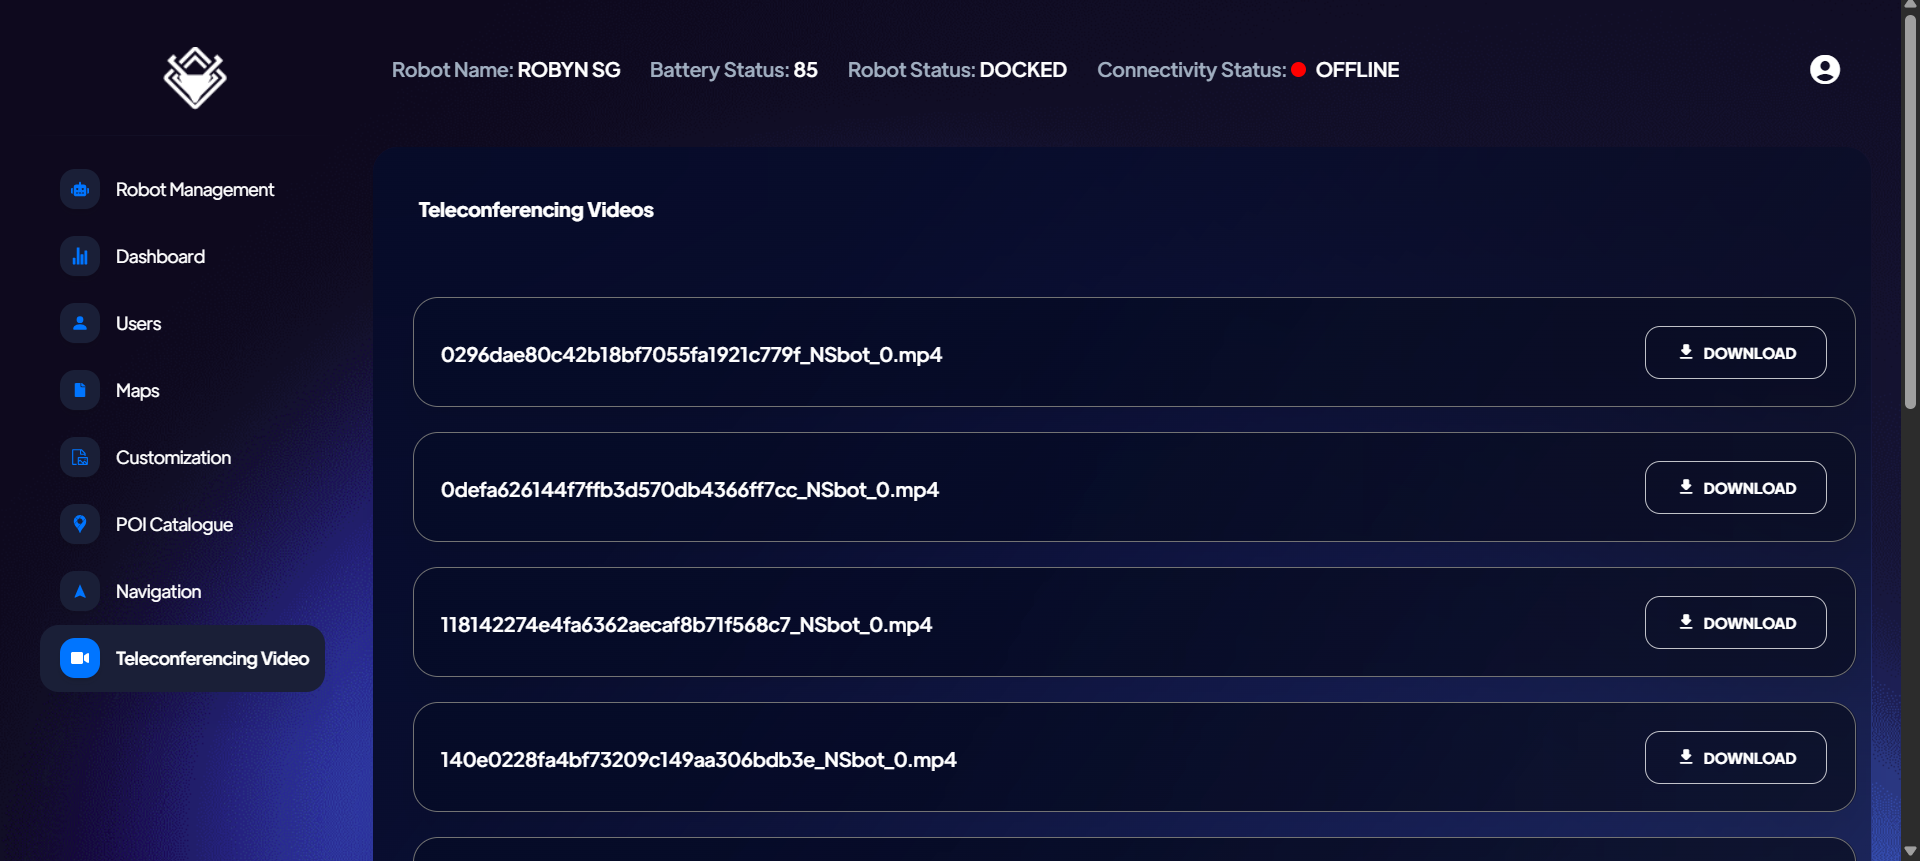 Robot Name: ROBYN SG Battery Status: 85 Robot Status: DOCKED Connectivity Status: OFFLINE
Robot Management
Dashboard
Users
Maps
Customization
POI Catalogue
Navigation
Teleconferencing Video
Teleconferencing Videos
0296dae80c42b18bf7055fa1921c779f_NSbot_0.mp4 DOWNLOAD
0defa626144f7ffb3d570db4366ff7cc_NSbot_0.mp4 DOWNLOAD
118142274e4fa6362aecaf8b71f568c7_NSbot_0.mp4 DOWNLOAD
140e0228fa4bf73209c149aa306bdb3e_NSbot_0.mp4 DOWNLOAD